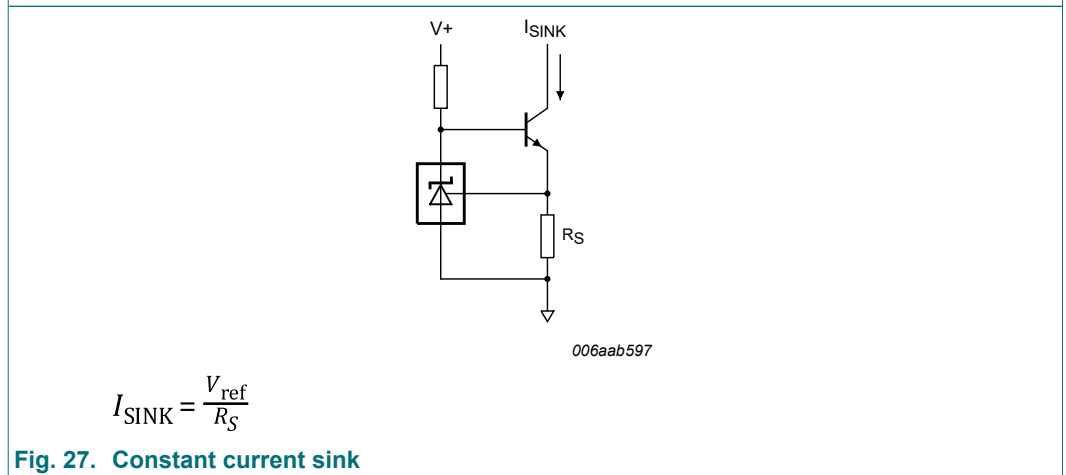 V+ ISINK
RS
006aab597
ISINK = Vref / RS
Fig. 27. Constant current sink